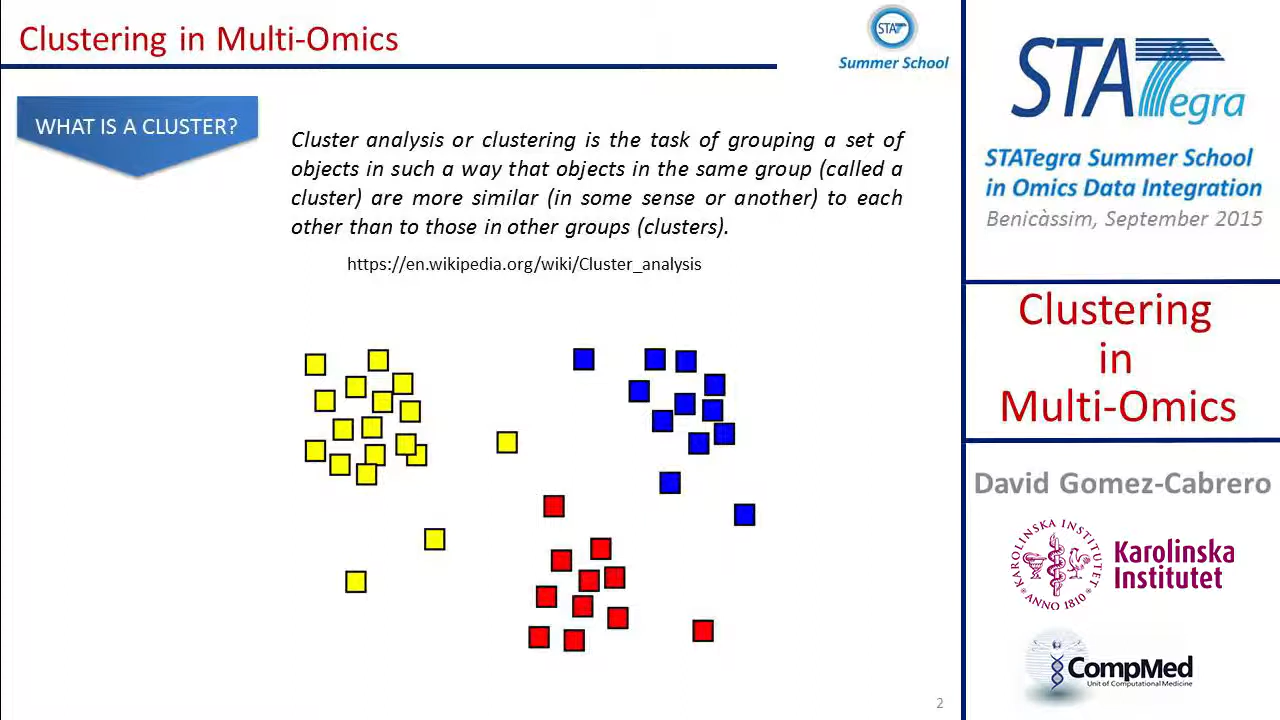 Clustering in Multi-Omics
STAT
Summer School
WHAT IS A CLUSTER?
Cluster analysis or clustering is the task of grouping a set of
objects in such a way that objects in the same group (called a
cluster) are more similar (in some sense or another) to each
other than to those in other groups (clusters).
https://en.wikipedia.org/wiki/Cluster_analysis
2
STATegra
STATegra Summer School
in Omics Data Integration
Benicàssim, September 2015
Clustering
in
Multi-Omics
David Gomez-Cabrero
KAROLINSKA INSTITUTET
ANNO 1810
Karolinska
Institutet
CompMed
Unit of Computational Medicine